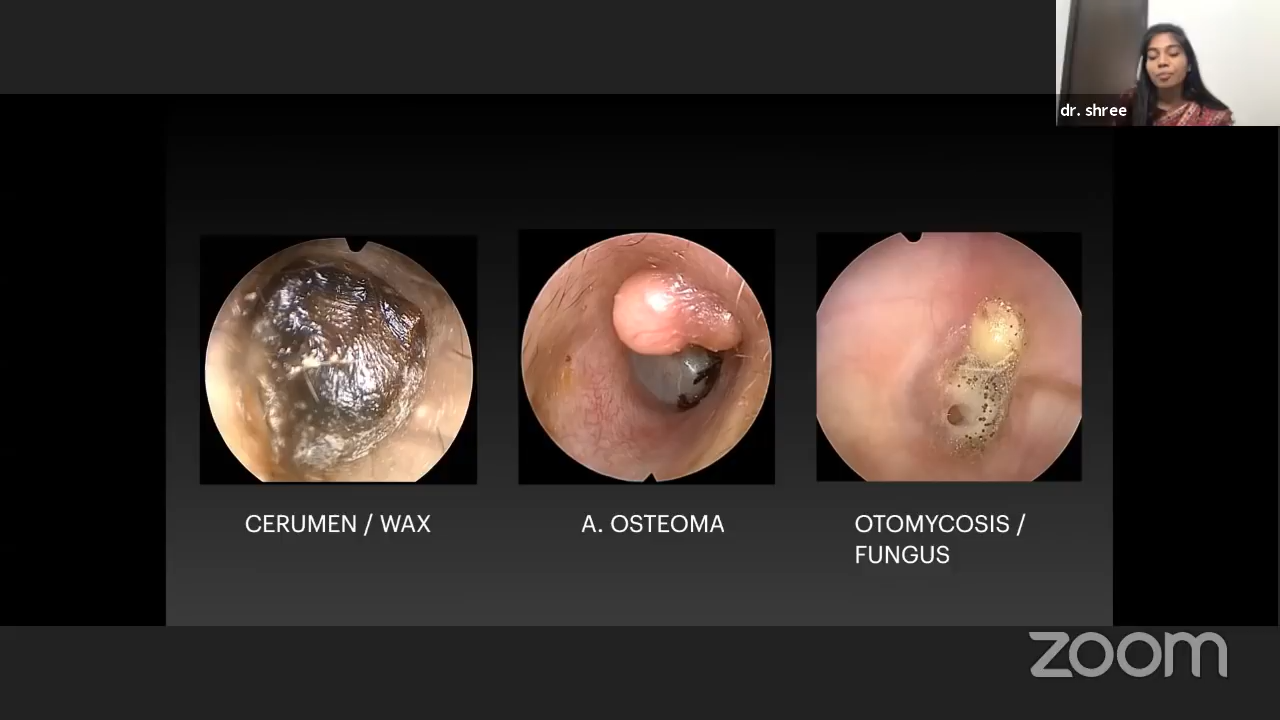 dr. shree
CERUMEN / WAX
A. OSTEOMA
OTOMYCOSIS /
FUNGUS
zoom